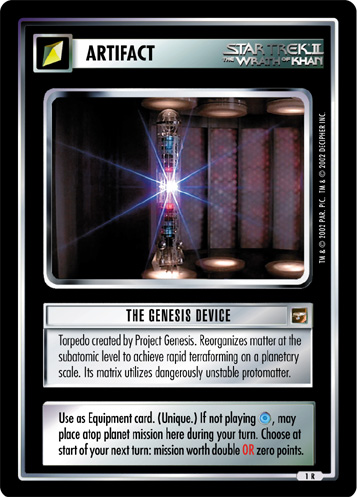 ARTIFACT
STAR TREK II
THE WRATH OF KHAN
TM & © 2002 PAR. PIC. TM & © 2002 DECIPHER INC.
THE GENESIS DEVICE
Torpedo created by Project Genesis. Reorganizes matter at the
subatomic level to achieve rapid terraforming on a planetary
scale. Its matrix utilizes dangerously unstable protomatter.
Use as Equipment card. (Unique.) If not playing , may
place atop planet mission here during your turn. Choose at
start of your next turn: mission worth double OR zero points.
1 R